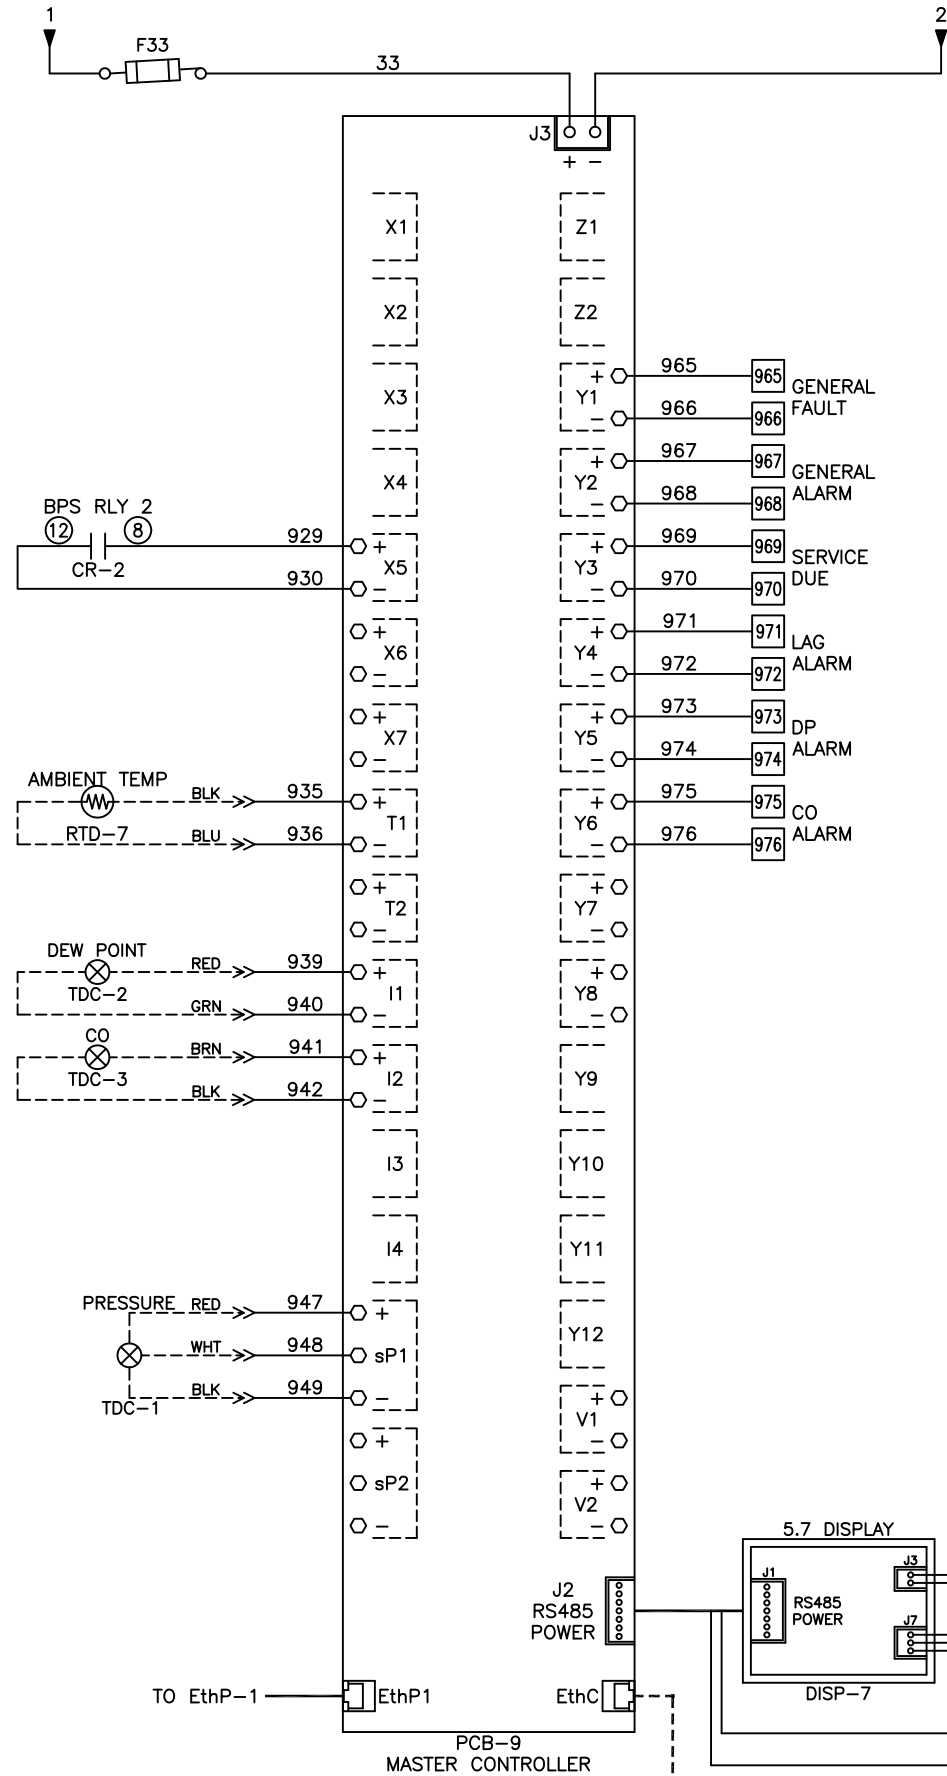 1
2
F33
33
J3
+ −
X1
Z1
X2
Z2
X3
+
Y1
−
965
966
965
966
GENERAL
FAULT
X4
+
Y2
−
967
968
967
968
GENERAL
ALARM
BPS RLY 2
12
8
CR-2
929
930
+
X5
−
+
Y3
−
969
970
969
970
SERVICE
DUE
+
X6
−
+
Y4
−
971
972
971
972
LAG
ALARM
+
X7
−
+
Y5
−
973
974
973
974
DP
ALARM
AMBIENT TEMP
RTD-7
BLK
BLU
935
936
+
T1
−
+
Y6
−
975
976
975
976
CO
ALARM
+
T2
−
+
Y7
−
DEW POINT
TDC-2
RED
GRN
939
940
+
I1
−
+
Y8
−
CO
TDC-3
BRN
BLK
941
942
+
I2
−
Y9
I3
Y10
I4
Y11
PRESSURE
TDC-1
RED
WHT
BLK
947
948
949
+
sP1
−
Y12
+
V1
−
+
sP2
−
+
V2
−
5.7 DISPLAY
J1
RS485
POWER
J3
J7
DISP-7
J2
RS485
POWER
TO EthP-1
EthP1
EthC
PCB-9
MASTER CONTROLLER